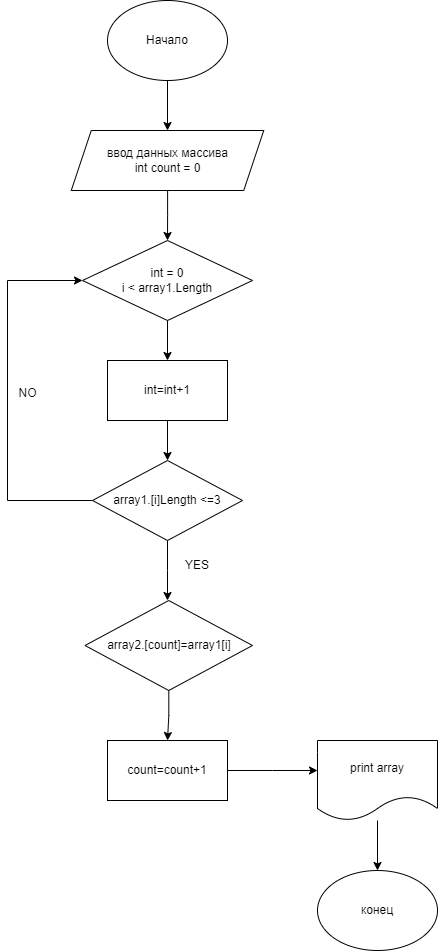 Начало
ввод данных массива
int count = 0
int = 0
i < array1.Length
int=int+1
NO
array1.[i]Length <=3
YES
array2.[count]=array1[i]
count=count+1
print array
конец